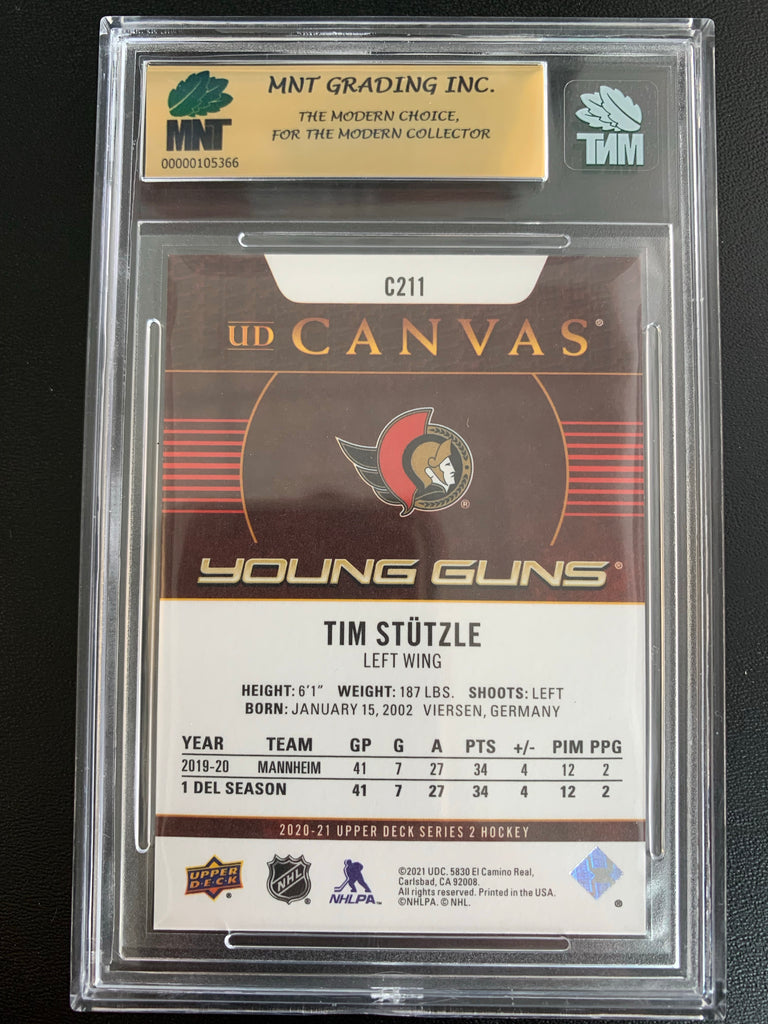 MNT GRADING INC.
THE MODERN CHOICE,
FOR THE MODERN COLLECTOR
MNT
00000105366
MNT
C211
UD CANVAS®
®
YOUNG GUNS®
TIM STÜTZLE
LEFT WING
HEIGHT: 6'1" WEIGHT: 187 LBS. SHOOTS: LEFT
BORN: JANUARY 15, 2002 VIERSEN, GERMANY
YEAR TEAM GP G A PTS +/- PIM PPG
2019-20 MANNHEIM 41 7 27 34 4 12 2
1 DEL SEASON 41 7 27 34 4 12 2
2020-21 UPPER DECK SERIES 2 HOCKEY
UPPER DECK®
NHL
NHLPA
©2021 UDC. 5830 El Camino Real,
Carlsbad, CA 92008.
All rights reserved. Printed in the USA.
©NHLPA. © NHL.
®